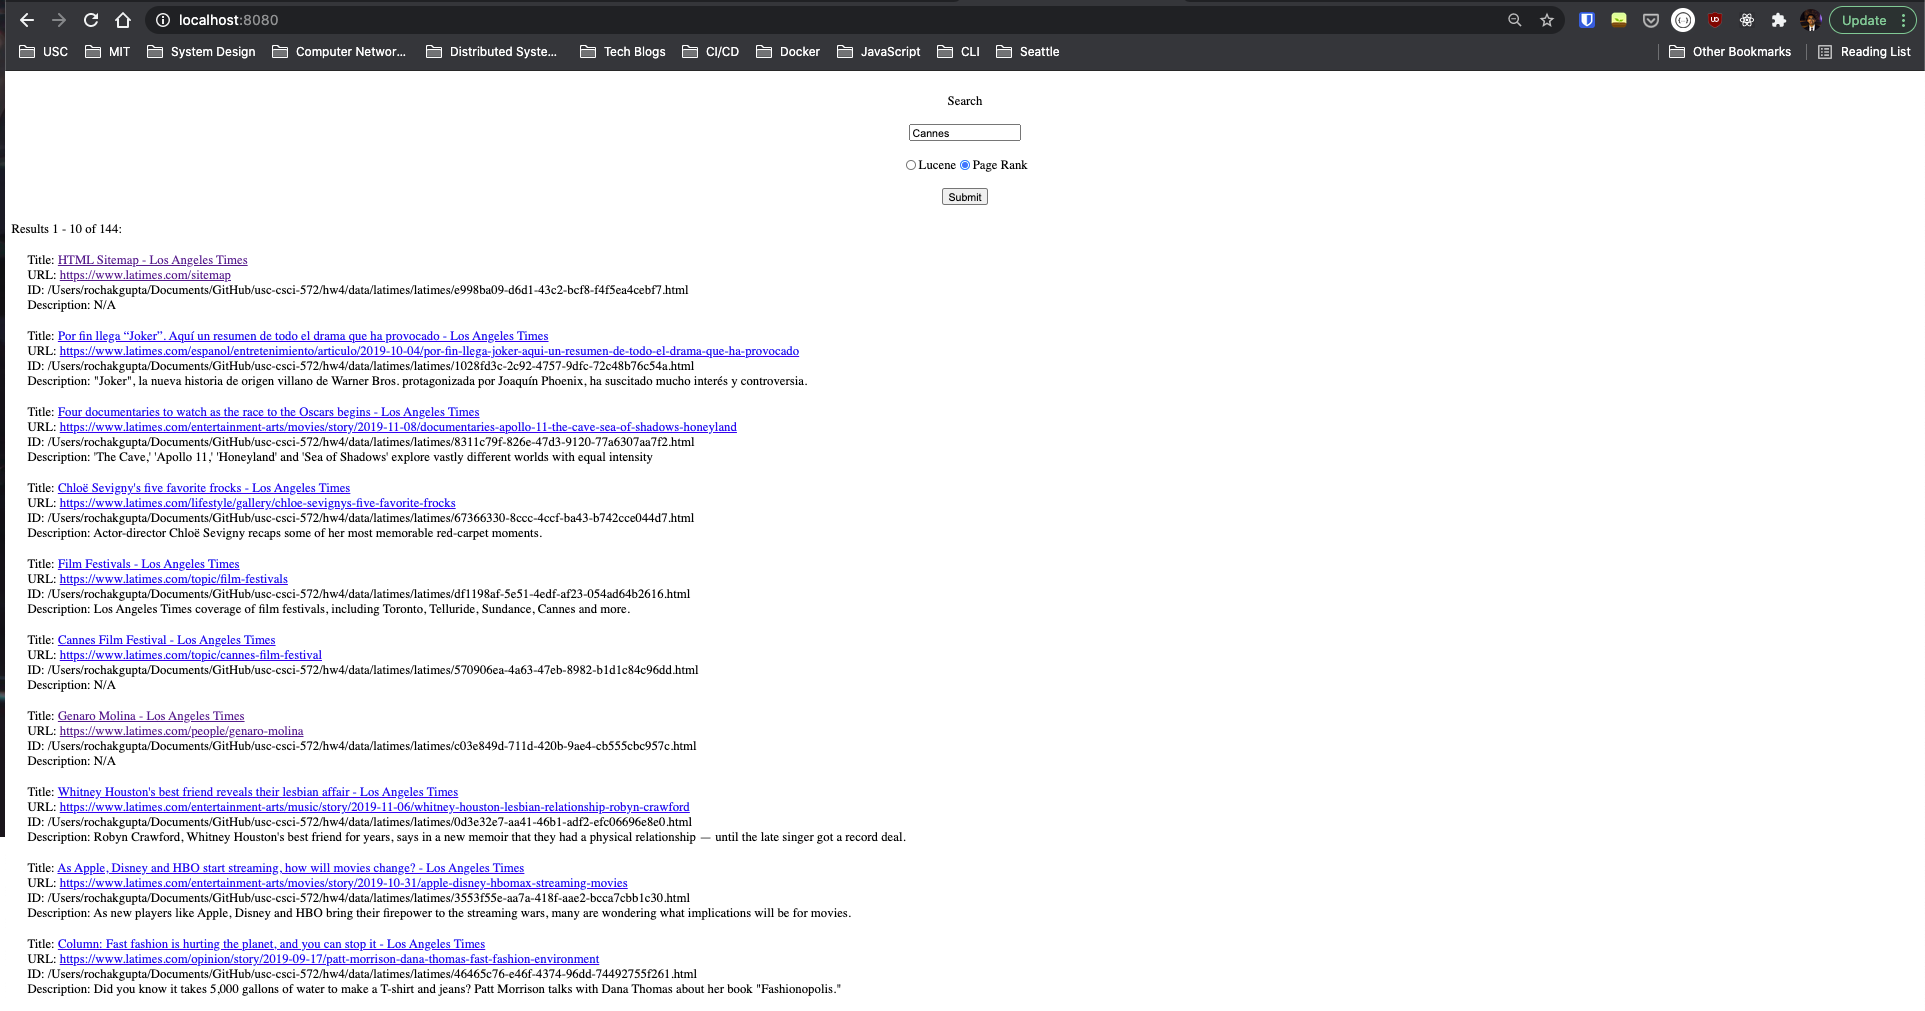 localhost:8080
Update
USC MIT System Design Computer Networ... Distributed Syste... Tech Blogs CI/CD Docker JavaScript CLI Seattle Other Bookmarks Reading List
Search
Cannes
Lucene Page Rank
Submit
Results 1 - 10 of 144:
Title: HTML Sitemap - Los Angeles Times
URL: https://www.latimes.com/sitemap
ID: /Users/rochakgupta/Documents/GitHub/usc-csci-572/hw4/data/latimes/latimes/e998ba09-d6d1-43c2-bcf8-f4f5ea4cebf7.html
Description: N/A
Title: Por fin llega “Joker”. Aquí un resumen de todo el drama que ha provocado - Los Angeles Times
URL: https://www.latimes.com/espanol/entretenimiento/articulo/2019-10-04/por-fin-llega-joker-aqui-un-resumen-de-todo-el-drama-que-ha-provocado
ID: /Users/rochakgupta/Documents/GitHub/usc-csci-572/hw4/data/latimes/latimes/1028fd3c-2c92-4757-9dfc-72c48b76c54a.html
Description: "Joker", la nueva historia de origen villano de Warner Bros. protagonizada por Joaquín Phoenix, ha suscitado mucho interés y controversia.
Title: Four documentaries to watch as the race to the Oscars begins - Los Angeles Times
URL: https://www.latimes.com/entertainment-arts/movies/story/2019-11-08/documentaries-apollo-11-the-cave-sea-of-shadows-honeyland
ID: /Users/rochakgupta/Documents/GitHub/usc-csci-572/hw4/data/latimes/latimes/8311c79f-826e-47d3-9120-77a6307aa7f2.html
Description: 'The Cave,' 'Apollo 11,' 'Honeyland' and 'Sea of Shadows' explore vastly different worlds with equal intensity
Title: Chloë Sevigny's five favorite frocks - Los Angeles Times
URL: https://www.latimes.com/lifestyle/gallery/chloe-sevignys-five-favorite-frocks
ID: /Users/rochakgupta/Documents/GitHub/usc-csci-572/hw4/data/latimes/latimes/67366330-8ccc-4ccf-ba43-b742cce044d7.html
Description: Actor-director Chloë Sevigny recaps some of her most memorable red-carpet moments.
Title: Film Festivals - Los Angeles Times
URL: https://www.latimes.com/topic/film-festivals
ID: /Users/rochakgupta/Documents/GitHub/usc-csci-572/hw4/data/latimes/latimes/df1198af-5e51-4edf-af23-054ad64b2616.html
Description: Los Angeles Times coverage of film festivals, including Toronto, Telluride, Sundance, Cannes and more.
Title: Cannes Film Festival - Los Angeles Times
URL: https://www.latimes.com/topic/cannes-film-festival
ID: /Users/rochakgupta/Documents/GitHub/usc-csci-572/hw4/data/latimes/latimes/570906ea-4a63-47eb-8982-b1d1c84c96dd.html
Description: N/A
Title: Genaro Molina - Los Angeles Times
URL: https://www.latimes.com/people/genaro-molina
ID: /Users/rochakgupta/Documents/GitHub/usc-csci-572/hw4/data/latimes/latimes/c03e849d-711d-420b-9ae4-cb555cbc957c.html
Description: N/A
Title: Whitney Houston's best friend reveals their lesbian affair - Los Angeles Times
URL: https://www.latimes.com/entertainment-arts/music/story/2019-11-06/whitney-houston-lesbian-relationship-robyn-crawford
ID: /Users/rochakgupta/Documents/GitHub/usc-csci-572/hw4/data/latimes/latimes/0d3e32e7-aa41-46b1-adf2-efc06696e8e0.html
Description: Robyn Crawford, Whitney Houston's best friend for years, says in a new memoir that they had a physical relationship — until the late singer got a record deal.
Title: As Apple, Disney and HBO start streaming, how will movies change? - Los Angeles Times
URL: https://www.latimes.com/entertainment-arts/movies/story/2019-10-31/apple-disney-hbomax-streaming-movies
ID: /Users/rochakgupta/Documents/GitHub/usc-csci-572/hw4/data/latimes/latimes/3553f55e-aa7a-418f-aae2-bcca7cbb1c30.html
Description: As new players like Apple, Disney and HBO bring their firepower to the streaming wars, many are wondering what implications will be for movies.
Title: Column: Fast fashion is hurting the planet, and you can stop it - Los Angeles Times
URL: https://www.latimes.com/opinion/story/2019-09-17/patt-morrison-dana-thomas-fast-fashion-environment
ID: /Users/rochakgupta/Documents/GitHub/usc-csci-572/hw4/data/latimes/latimes/46465c76-e46f-4374-96dd-74492755f261.html
Description: Did you know it takes 5,000 gallons of water to make a T-shirt and jeans? Patt Morrison talks with Dana Thomas about her book "Fashionopolis."